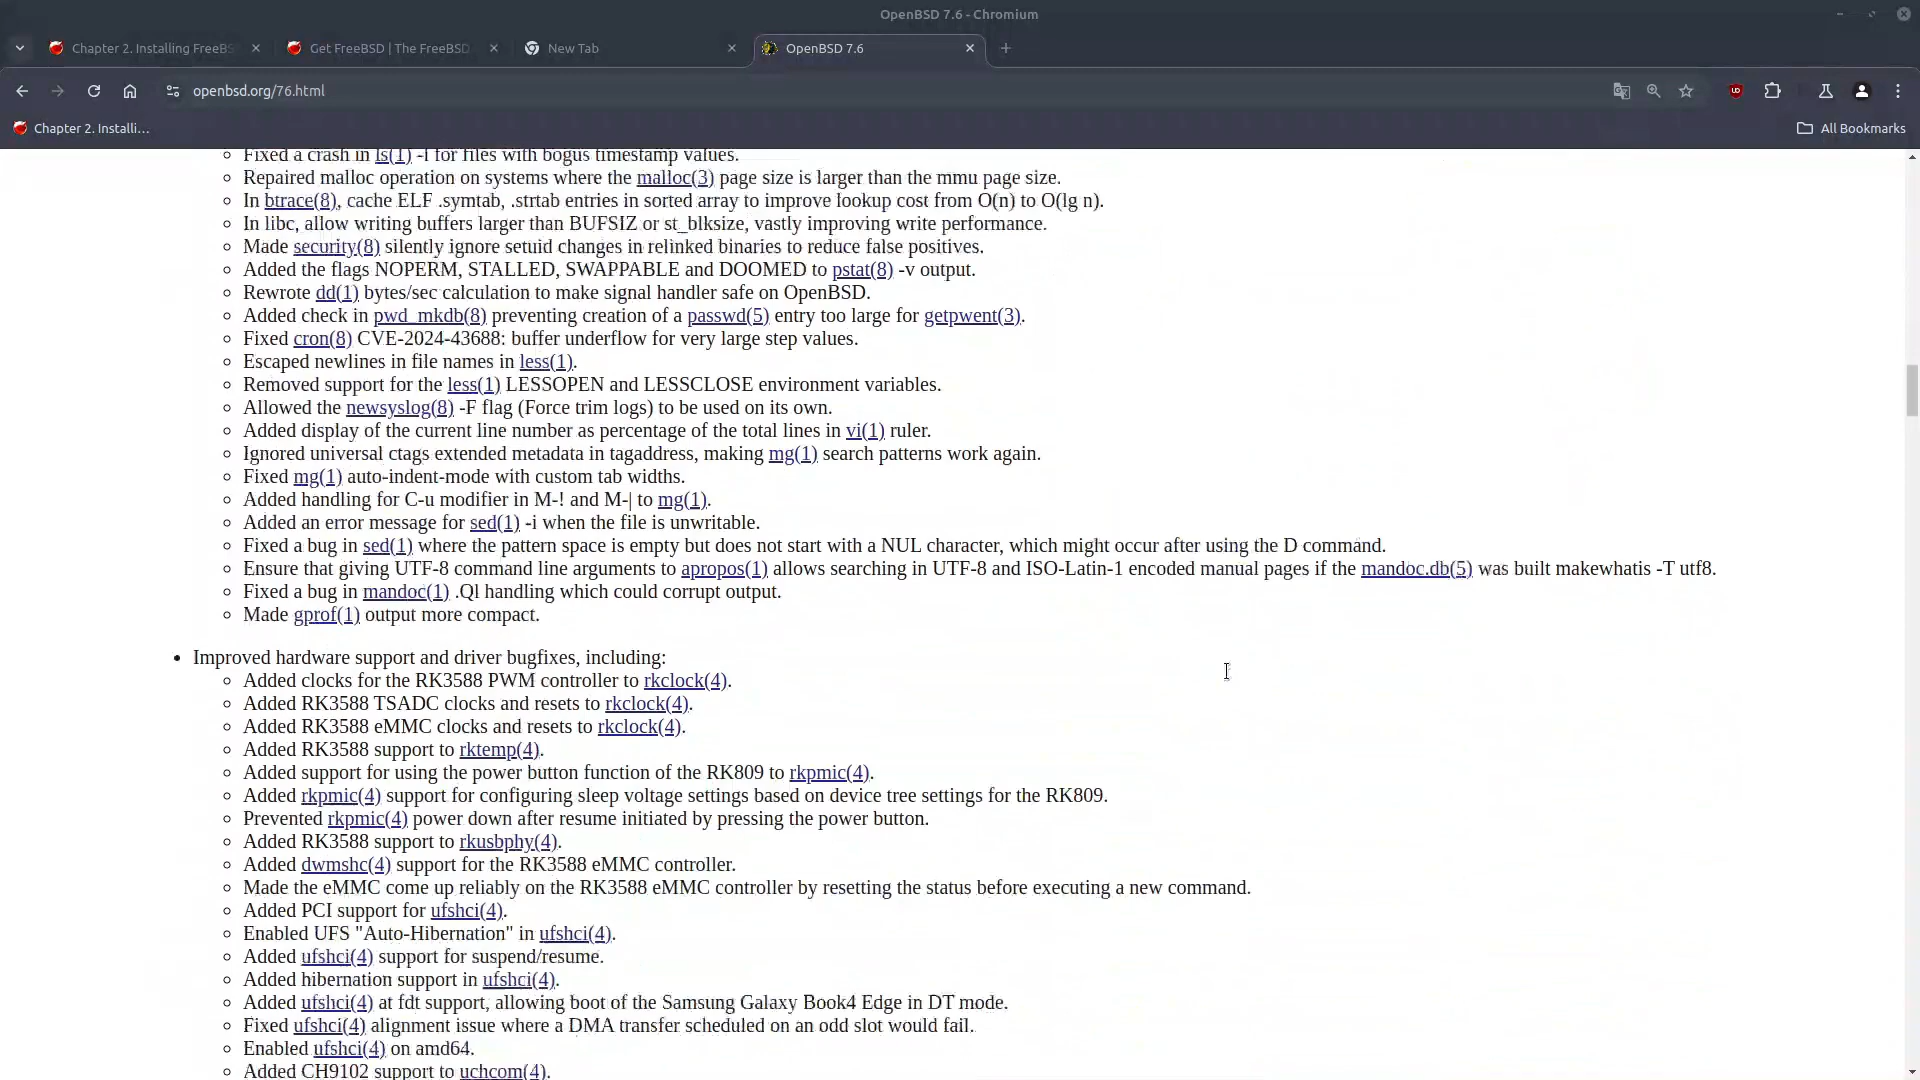 OpenBSD 7.6 - Chromium
Chapter 2. Installing FreeBS
Get FreeBSD | The FreeBSD
New Tab
OpenBSD 7.6
openbsd.org/76.html
Chapter 2. Installi...
All Bookmarks
Fixed a crash in ls(1) -l for files with bogus timestamp values.
Repaired malloc operation on systems where the malloc(3) page size is larger than the mmu page size.
In btrace(8), cache ELF .symtab, .strtab entries in sorted array to improve lookup cost from O(n) to O(lg n).
In libc, allow writing buffers larger than BUFSIZ or st_blksize, vastly improving write performance.
Made security(8) silently ignore setuid changes in relinked binaries to reduce false positives.
Added the flags NOPERM, STALLED, SWAPPABLE and DOOMED to pstat(8) -v output.
Rewrote dd(1) bytes/sec calculation to make signal handler safe on OpenBSD.
Added check in pwd_mkdb(8) preventing creation of a passwd(5) entry too large for getpwent(3).
Fixed cron(8) CVE-2024-43688: buffer underflow for very large step values.
Escaped newlines in file names in less(1).
Removed support for the less(1) LESSOPEN and LESSCLOSE environment variables.
Allowed the newsyslog(8) -F flag (Force trim logs) to be used on its own.
Added display of the current line number as percentage of the total lines in vi(1) ruler.
Ignored universal ctags extended metadata in tagaddress, making mg(1) search patterns work again.
Fixed mg(1) auto-indent-mode with custom tab widths.
Added handling for C-u modifier in M-! and M-| to mg(1).
Added an error message for sed(1) -i when the file is unwritable.
Fixed a bug in sed(1) where the pattern space is empty but does not start with a NUL character, which might occur after using the D command.
Ensure that giving UTF-8 command line arguments to apropos(1) allows searching in UTF-8 and ISO-Latin-1 encoded manual pages if the mandoc.db(5) was built makewhatis -T utf8.
Fixed a bug in mandoc(1) .Ql handling which could corrupt output.
Made gprof(1) output more compact.
Improved hardware support and driver bugfixes, including:
Added clocks for the RK3588 PWM controller to rkclock(4).
Added RK3588 TSADC clocks and resets to rkclock(4).
Added RK3588 eMMC clocks and resets to rkclock(4).
Added RK3588 support to rktemp(4).
Added support for using the power button function of the RK809 to rkpmic(4).
Added rkpmic(4) support for configuring sleep voltage settings based on device tree settings for the RK809.
Prevented rkpmic(4) power down after resume initiated by pressing the power button.
Added RK3588 support to rkusbphy(4).
Added dwmshc(4) support for the RK3588 eMMC controller.
Made the eMMC come up reliably on the RK3588 eMMC controller by resetting the status before executing a new command.
Added PCI support for ufshci(4).
Enabled UFS "Auto-Hibernation" in ufshci(4).
Added ufshci(4) support for suspend/resume.
Added hibernation support in ufshci(4).
Added ufshci(4) at fdt support, allowing boot of the Samsung Galaxy Book4 Edge in DT mode.
Fixed ufshci(4) alignment issue where a DMA transfer scheduled on an odd slot would fail.
Enabled ufshci(4) on amd64.
Added CH9102 support to uchcom(4).